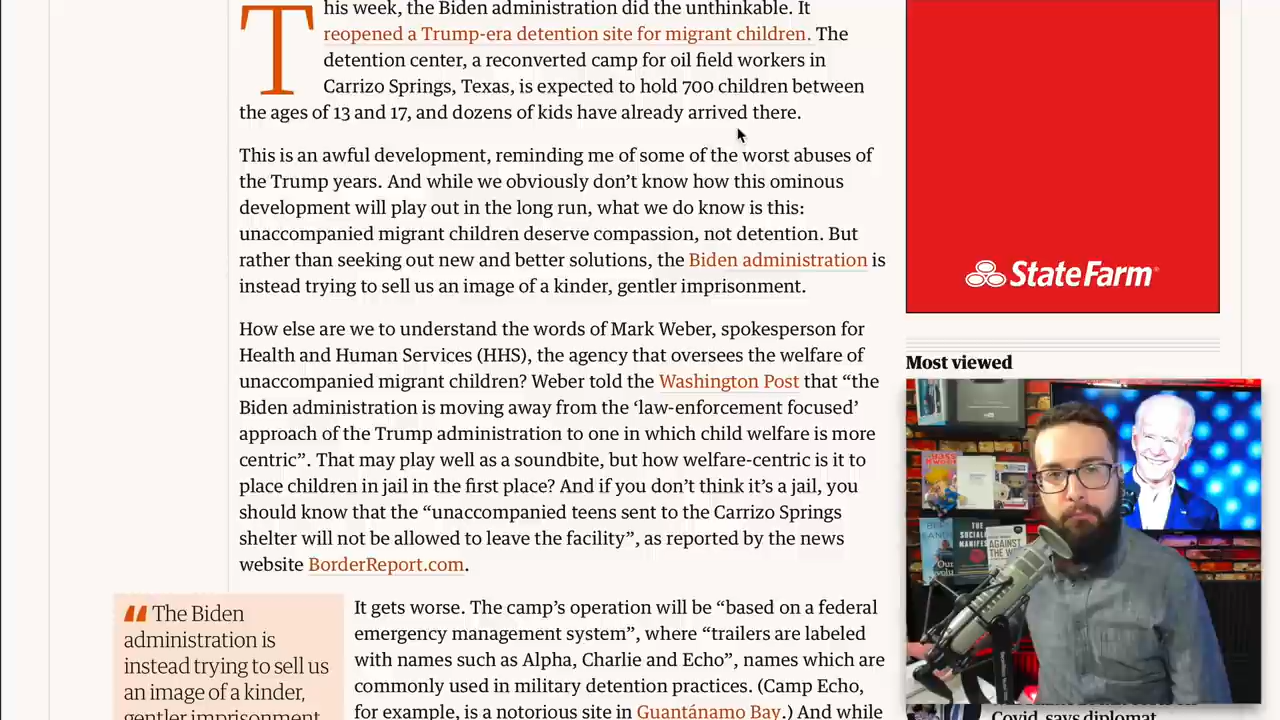 This week, the Biden administration did the unthinkable. It
reopened a Trump-era detention site for migrant children. The
detention center, a reconverted camp for oil field workers in
Carrizo Springs, Texas, is expected to hold 700 children between
the ages of 13 and 17, and dozens of kids have already arrived there.
This is an awful development, reminding me of some of the worst abuses of
the Trump years. And while we obviously don’t know how this ominous
development will play out in the long run, what we do know is this:
unaccompanied migrant children deserve compassion, not detention. But
rather than seeking out new and better solutions, the Biden administration is
instead trying to sell us an image of a kinder, gentler imprisonment.
How else are we to understand the words of Mark Weber, spokesperson for
Health and Human Services (HHS), the agency that oversees the welfare of
unaccompanied migrant children? Weber told the Washington Post that “the
Biden administration is moving away from the ‘law-enforcement focused’
approach of the Trump administration to one in which child welfare is more
centric”. That may play well as a soundbite, but how welfare-centric is it to
place children in jail in the first place? And if you don’t think it’s a jail, you
should know that the “unaccompanied teens sent to the Carrizo Springs
shelter will not be allowed to leave the facility”, as reported by the news
website BorderReport.com.
“ The Biden
administration is
instead trying to sell us
an image of a kinder,
gentler imprisonment
It gets worse. The camp’s operation will be “based on a federal
emergency management system”, where “trailers are labeled
with names such as Alpha, Charlie and Echo”, names which are
commonly used in military detention practices. (Camp Echo,
for example, is a notorious site in Guantánamo Bay.) And while
StateFarm
Most viewed
THE
SOCIAL
MANIFES
AGAINST
THE W
Our
Covid, says diplomat